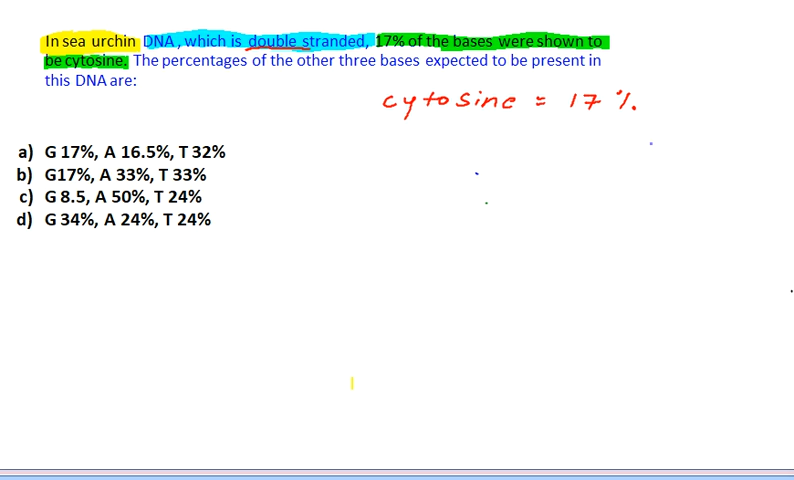 In sea urchin DNA, which is double stranded, 17% of the bases were shown to
be cytosine. The percentages of the other three bases expected to be present in
this DNA are:
cytosine = 17 %.
a) G 17%, A 16.5%, T 32%
b) G17%, A 33%, T 33%
c) G 8.5, A 50%, T 24%
d) G 34%, A 24%, T 24%